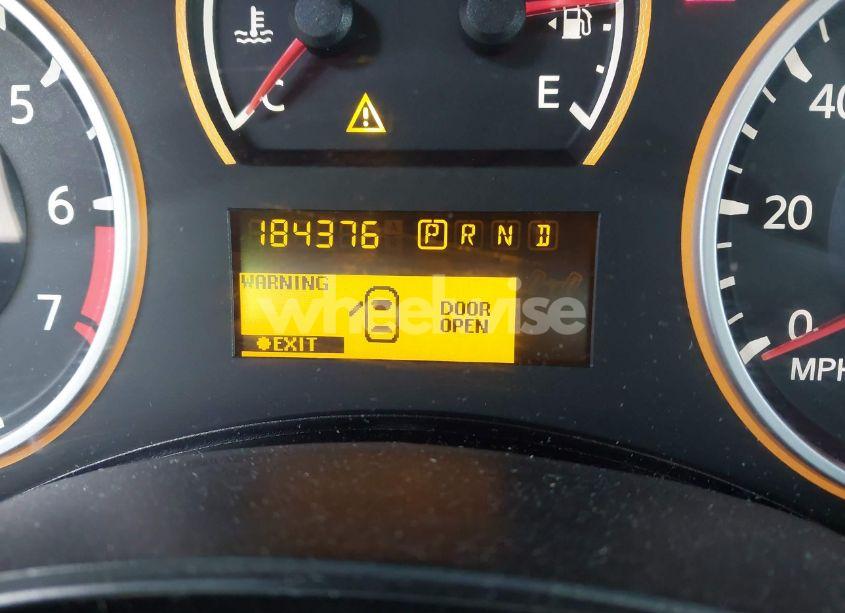 C
E
5
6
7
40
20
0
MPH
184376 P R N D
WARNING
DOOR
OPEN
EXIT
wheelwise